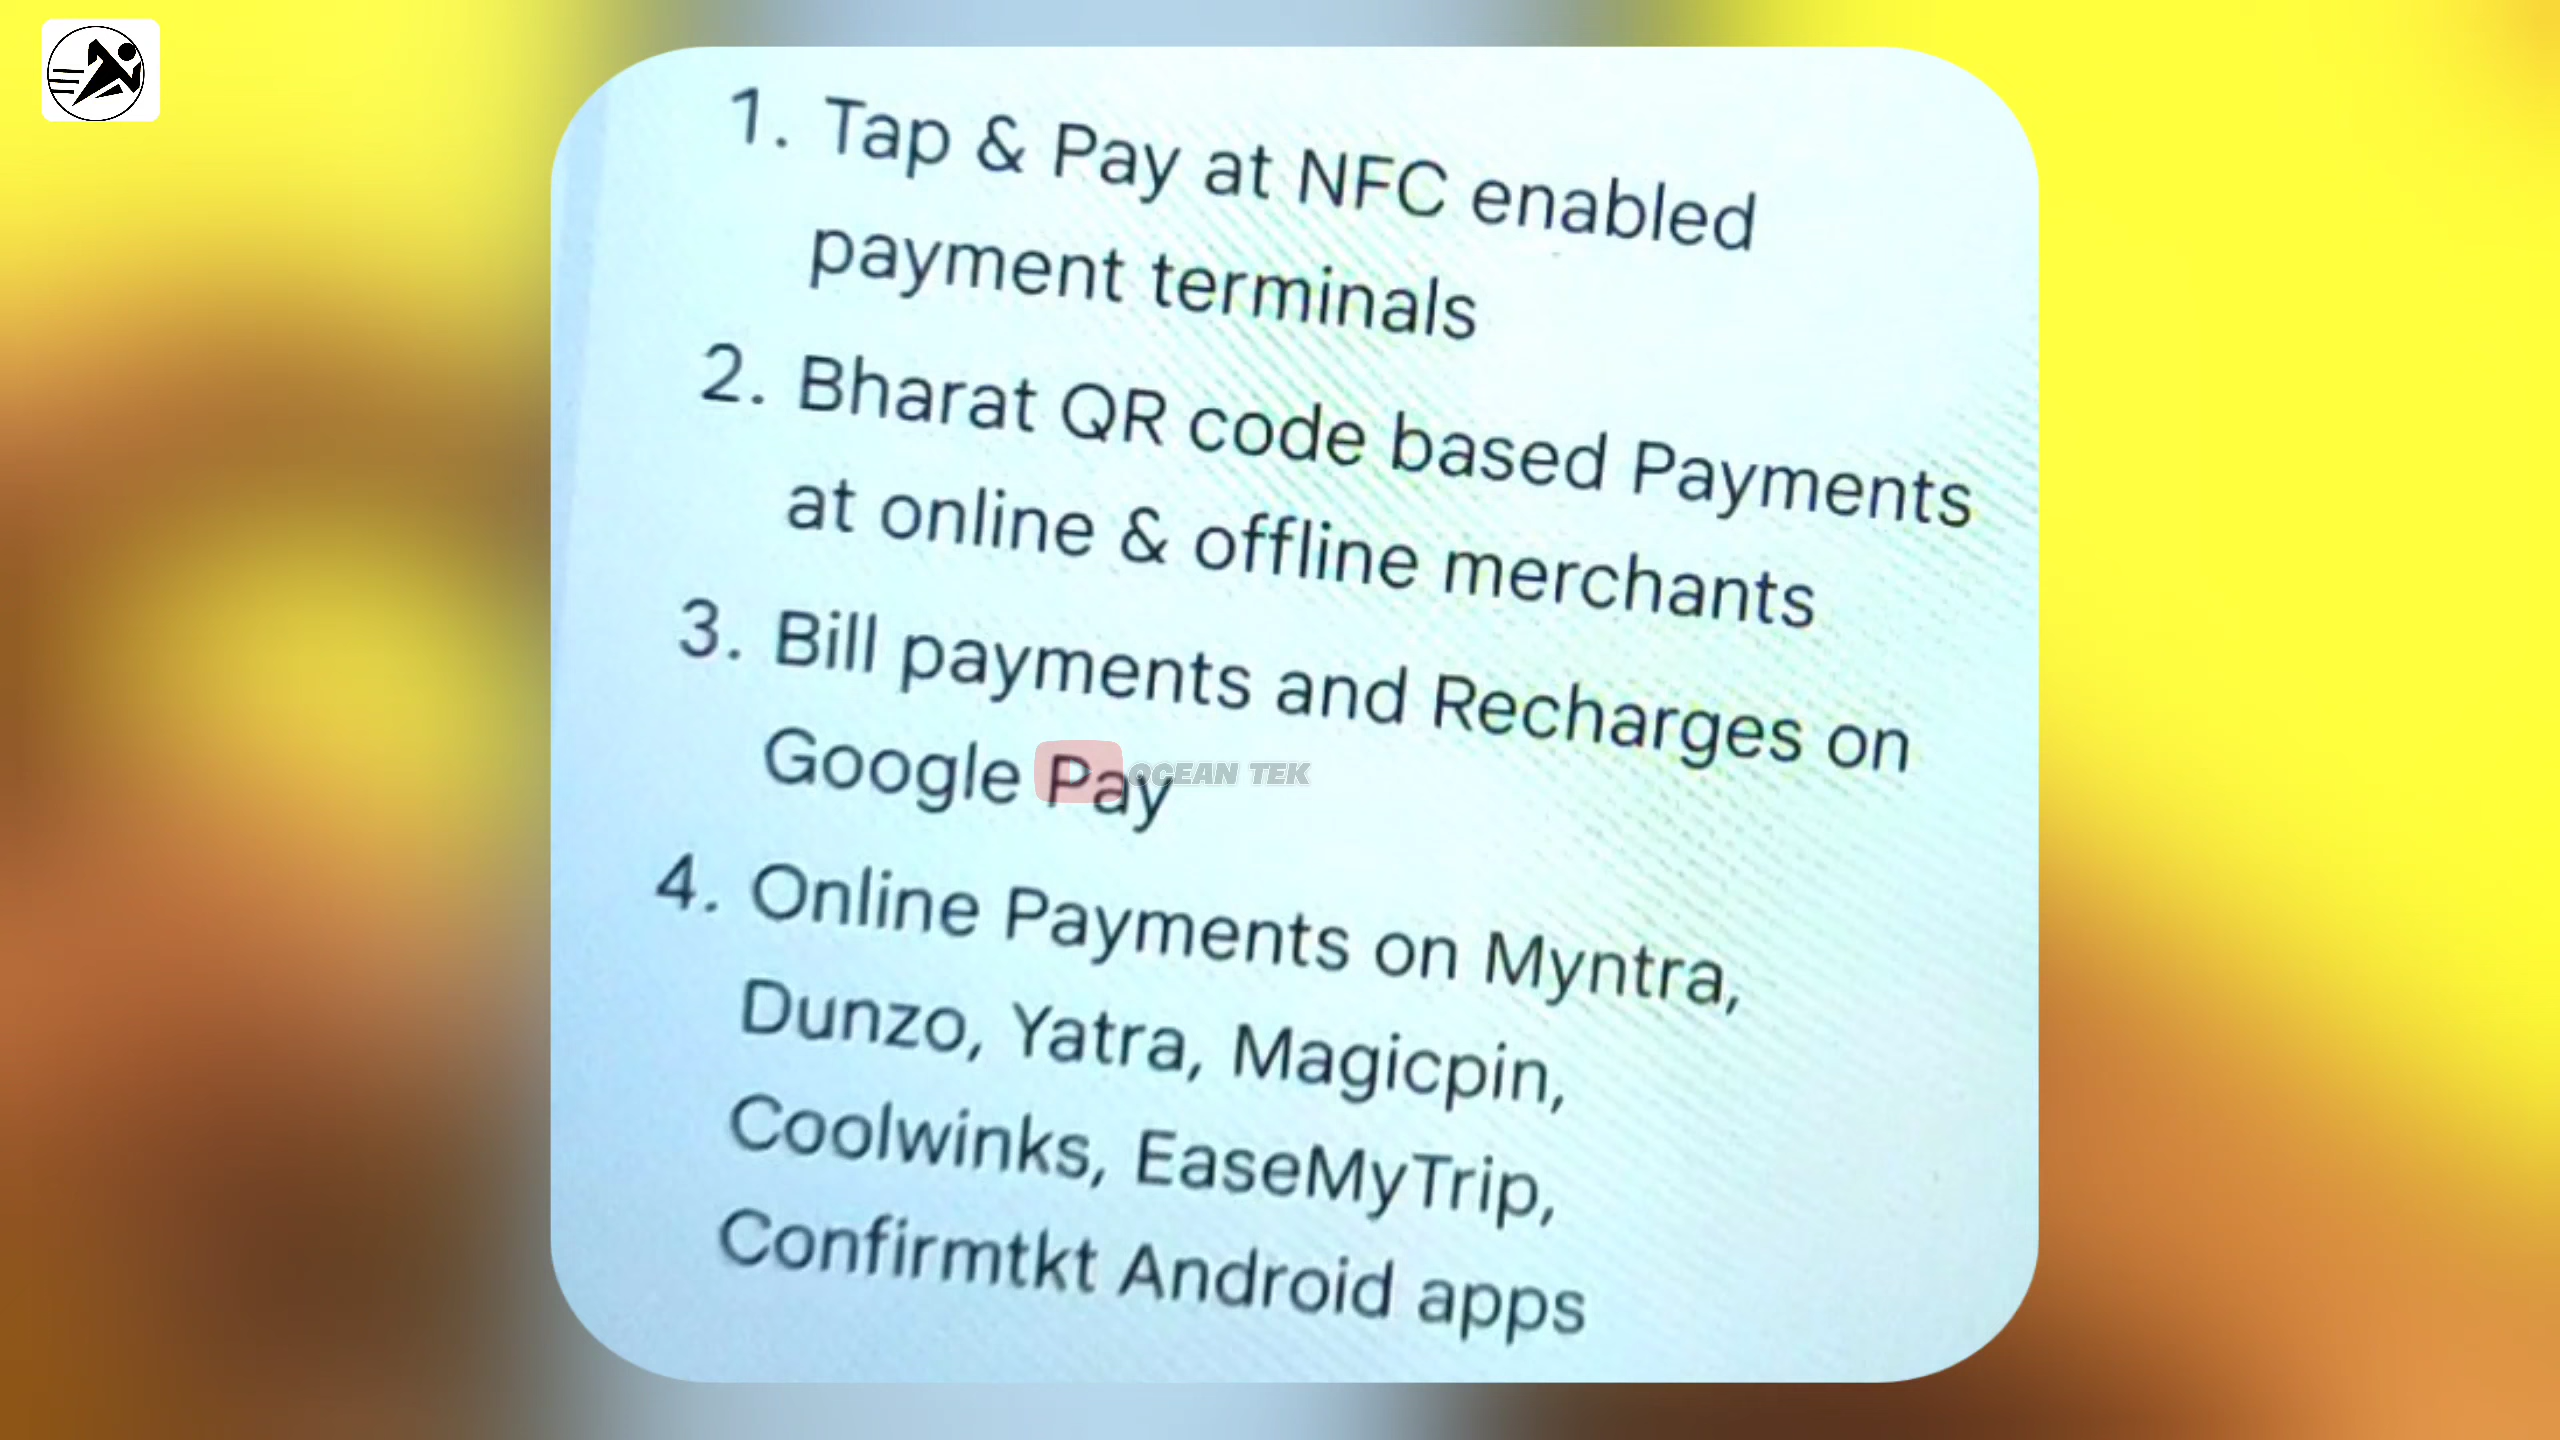 1. Tap & Pay at NFC enabled
payment terminals
2. Bharat QR code based Payments
at online & offline merchants
3. Bill payments and Recharges on
Google Pay
OCEAN TEK
4. Online Payments on Myntra,
Dunzo, Yatra, Magicpin,
Coolwinks, EaseMyTrip,
Confirmtkt Android apps